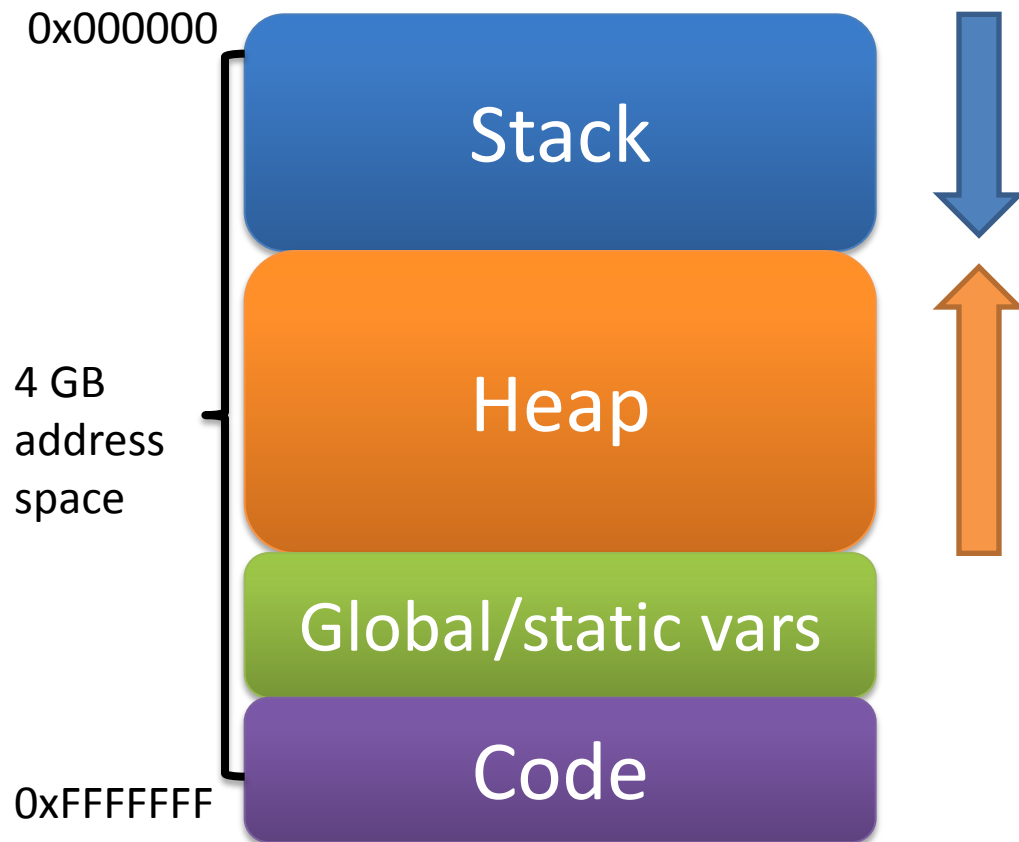 0x000000
Stack
Heap
4 GB
address
space
Global/static vars
Code
0xFFFFFFF